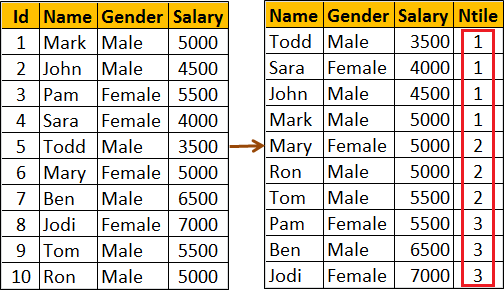 Id Name Gender Salary
1 Mark Male 5000
2 John Male 4500
3 Pam Female 5500
4 Sara Female 4000
5 Todd Male 3500
6 Mary Female 5000
7 Ben Male 6500
8 Jodi Female 7000
9 Tom Male 5500
10 Ron Male 5000
Name Gender Salary Ntile
Todd Male 3500 1
Sara Female 4000 1
John Male 4500 1
Mark Male 5000 1
Mary Female 5000 2
Ron Male 5000 2
Tom Male 5500 2
Pam Female 5500 3
Ben Male 6500 3
Jodi Female 7000 3